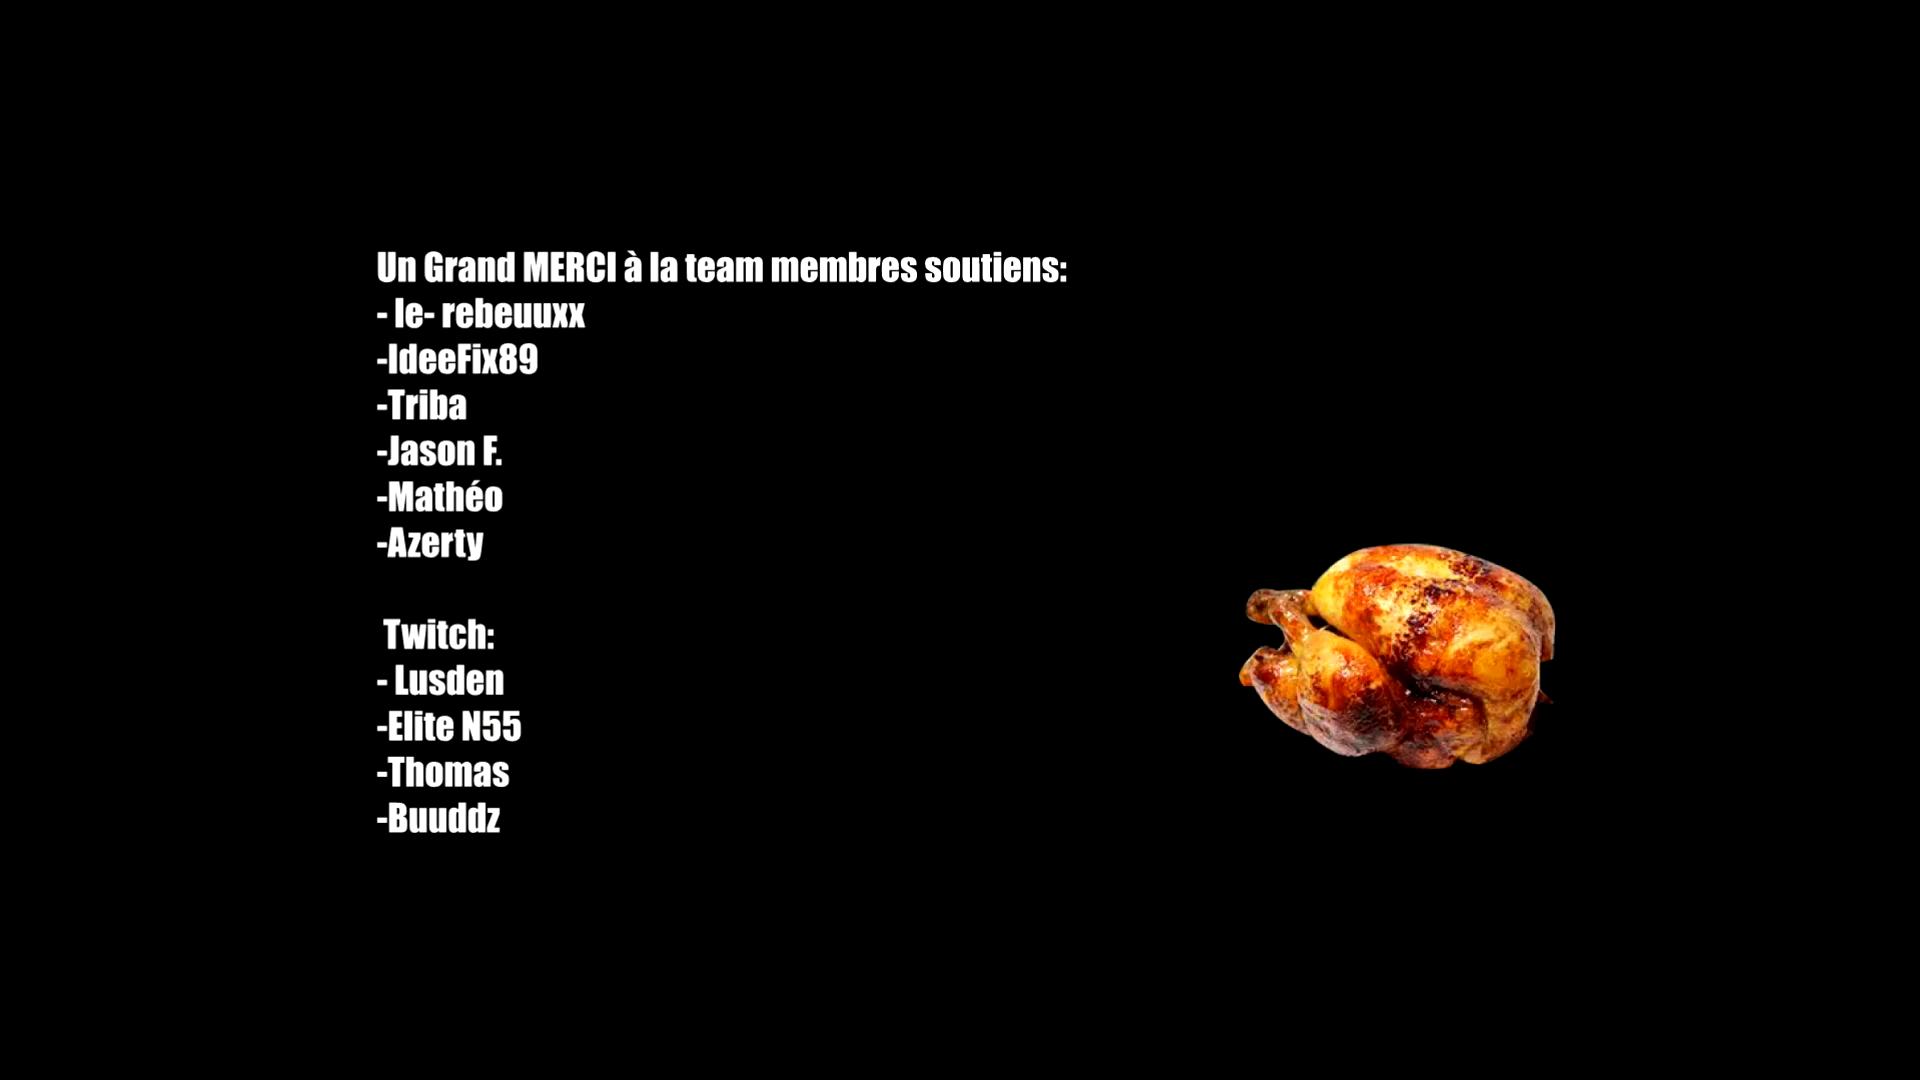 Un Grand MERCI à la team membres soutiens:
- le- rebeuuxx
-IdeeFix89
-Triba
-Jason F.
-Mathéo
-Azerty
Twitch:
- Lusden
-Elite N55
-Thomas
-Buuddz